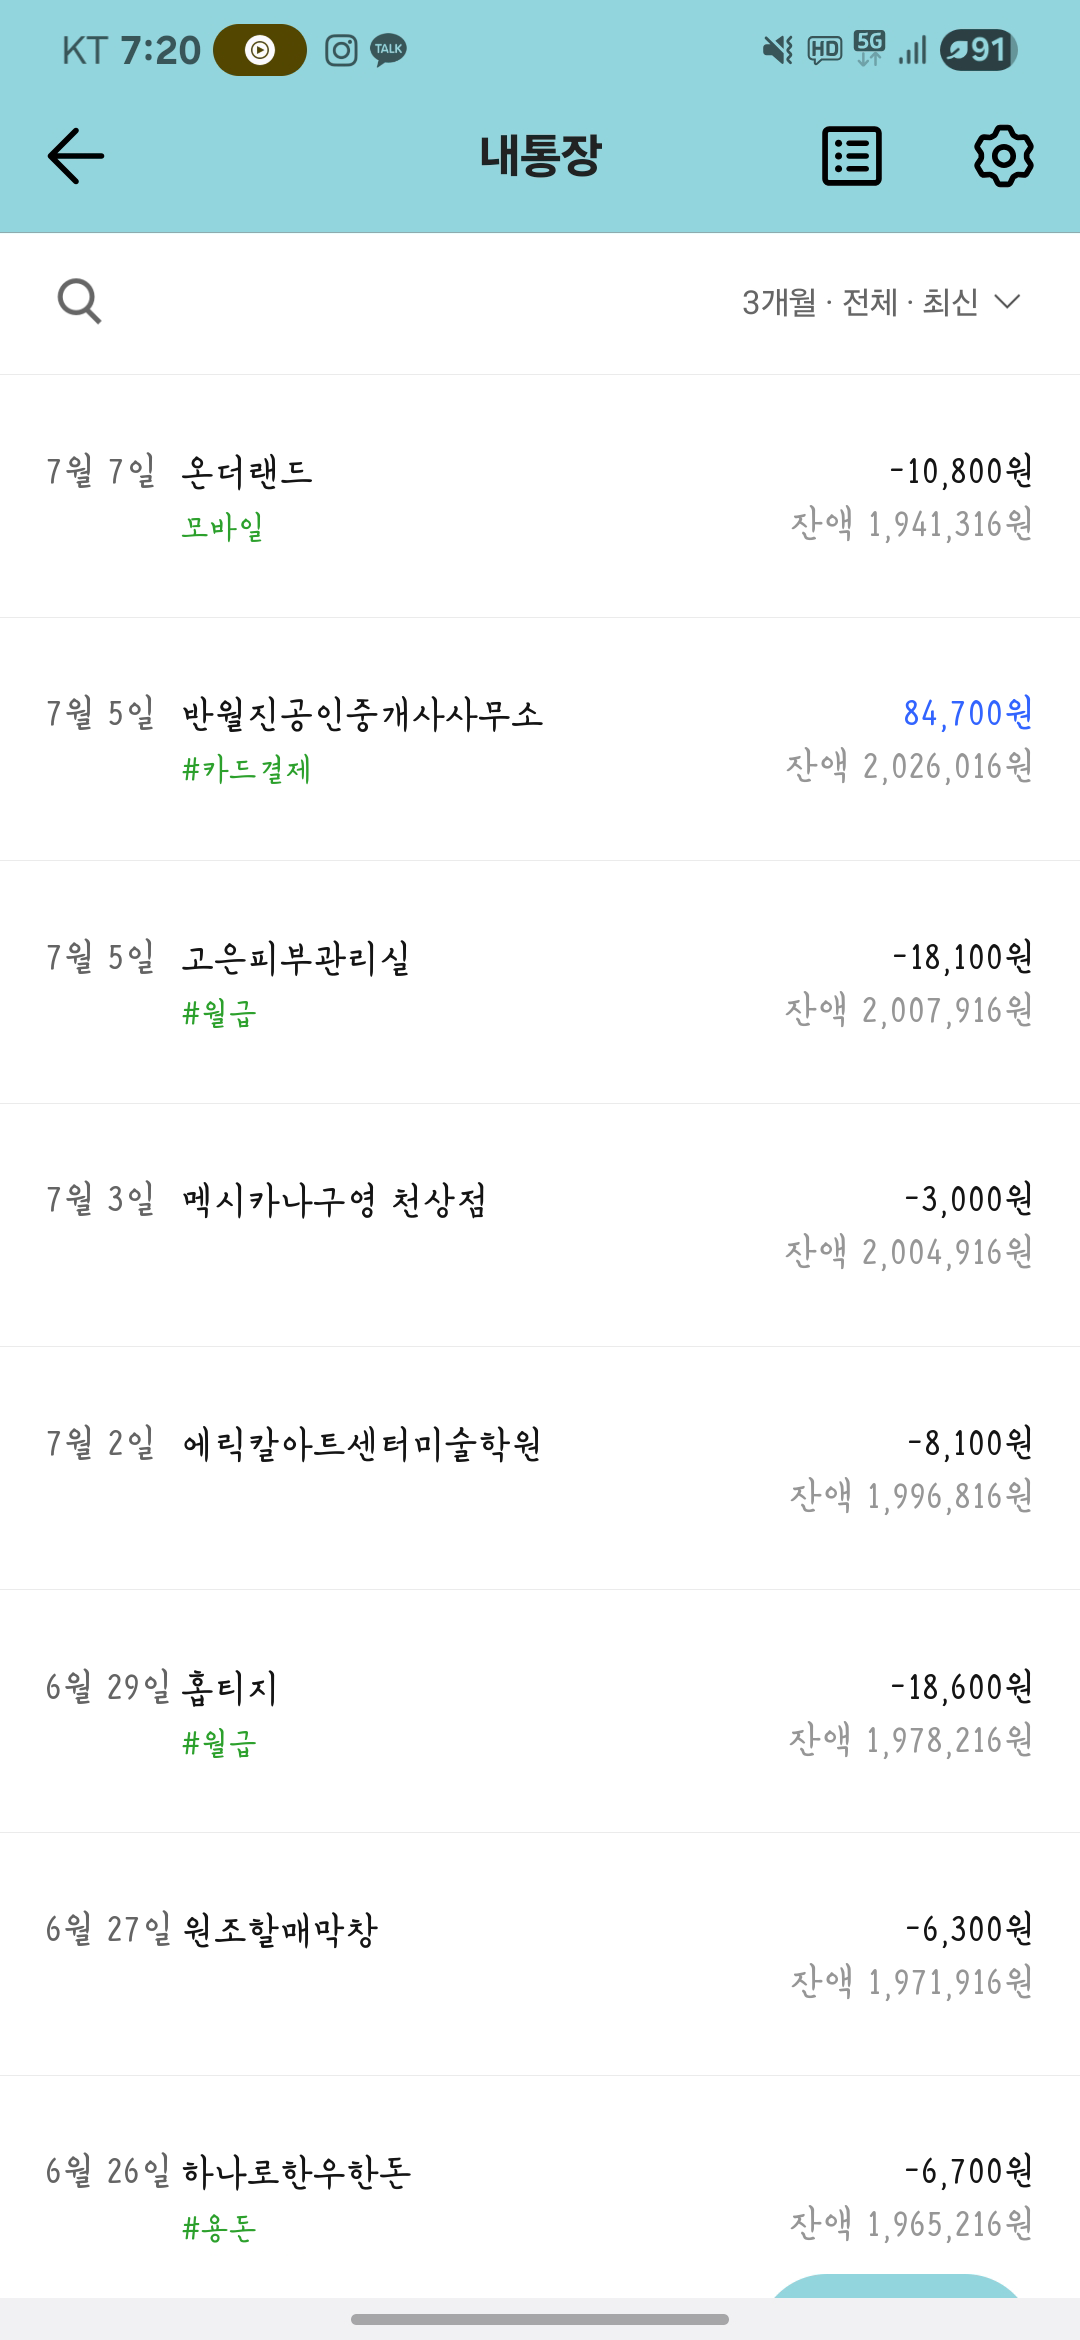 KT 7:20 TALK HD 5G 91
내통장
3개월 · 전체 · 최신
7월 7일 온더랜드 -10,800원
모바일 잔액 1,941,316원
7월 5일 반월진공인중개사사무소 84,700원
#카드결제 잔액 2,026,016원
7월 5일 고은피부관리실 -18,100원
#월급 잔액 2,007,916원
7월 3일 멕시카나구영 천상점 -3,000원
잔액 2,004,916원
7월 2일 에릭칼아트센터미술학원 -8,100원
잔액 1,996,816원
6월 29일 홉티지 -18,600원
#월급 잔액 1,978,216원
6월 27일 원조할매막창 -6,300원
잔액 1,971,916원
6월 26일 하나로한우한돈 -6,700원
#용돈 잔액 1,965,216원